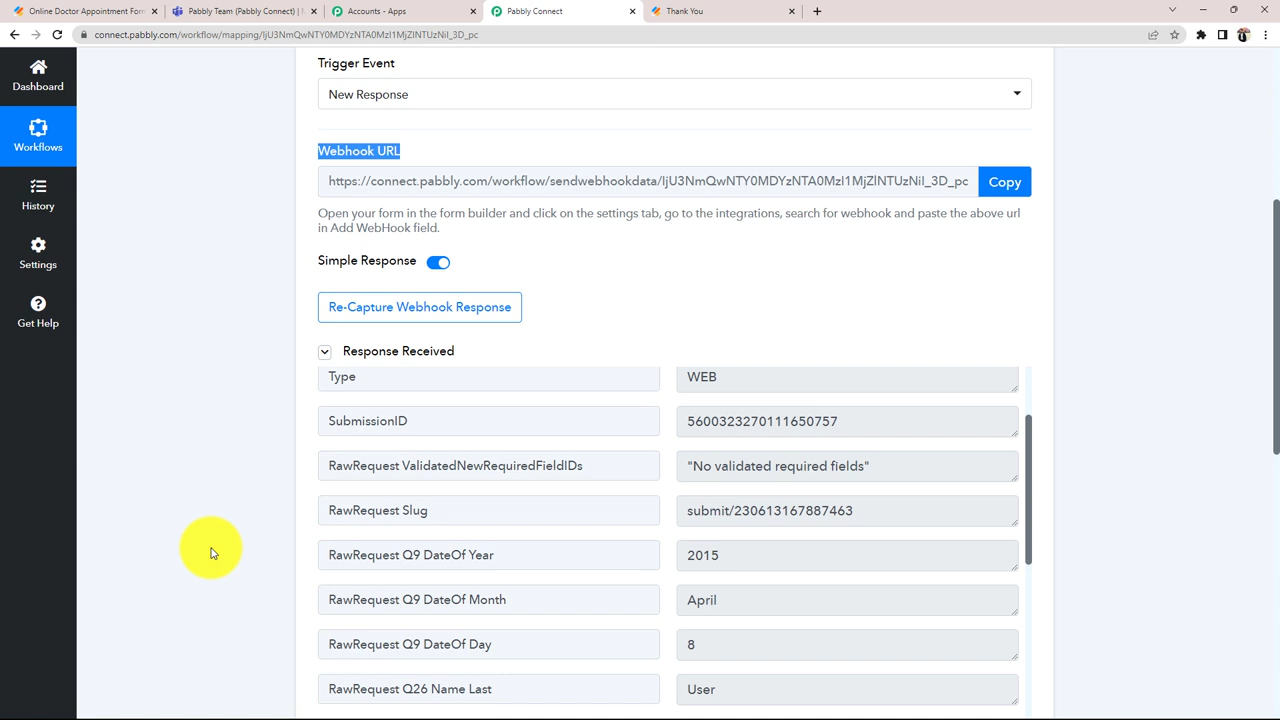 Online Doctor Appointment Form
Pabbly Team (Pabbly Connect) | M
Accounts - Apps
Pabbly Connect
Thank You
connect.pabbly.com/workflow/mapping/IjU3NmQwNTY0MDYzNTA0MzI1MjZlNTUzNiI_3D_pc
Dashboard
Workflows
History
Settings
Get Help
Trigger Event
New Response
Webhook URL
https://connect.pabbly.com/workflow/sendwebhookdata/IjU3NmQwNTY0MDYzNTA0MzI1MjZlNTUzNiI_3D_pc
Copy
Open your form in the form builder and click on the settings tab, go to the integrations, search for webhook and paste the above url
in Add WebHook field.
Simple Response
Re-Capture Webhook Response
Response Received
Type WEB
SubmissionID 5600323270111650757
RawRequest ValidatedNewRequiredFieldIDs "No validated required fields"
RawRequest Slug submit/230613167887463
RawRequest Q9 DateOf Year 2015
RawRequest Q9 DateOf Month April
RawRequest Q9 DateOf Day 8
RawRequest Q26 Name Last User